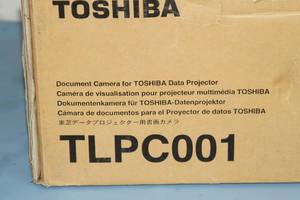 TOSHIBA
Document Camera for TOSHIBA Data Projector
Caméra de visualisation pour projecteur multimédia TOSHIBA
Dokumentenkamera für TOSHIBA-Datenprojektor
Cámara de documentos para el Proyector de datos TOSHIBA
東芝データプロジェクター用書画カメラ
TLPC001